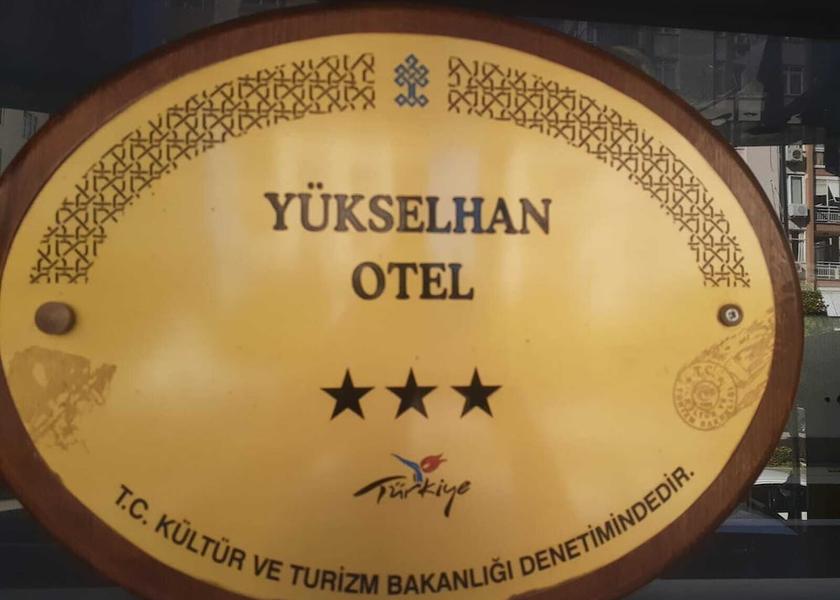 YÜKSELHAN
OTEL
Türkiye
T.C. KÜLTÜR VE TURİZM BAKANLIĞI DENETİMİNDEDİR.